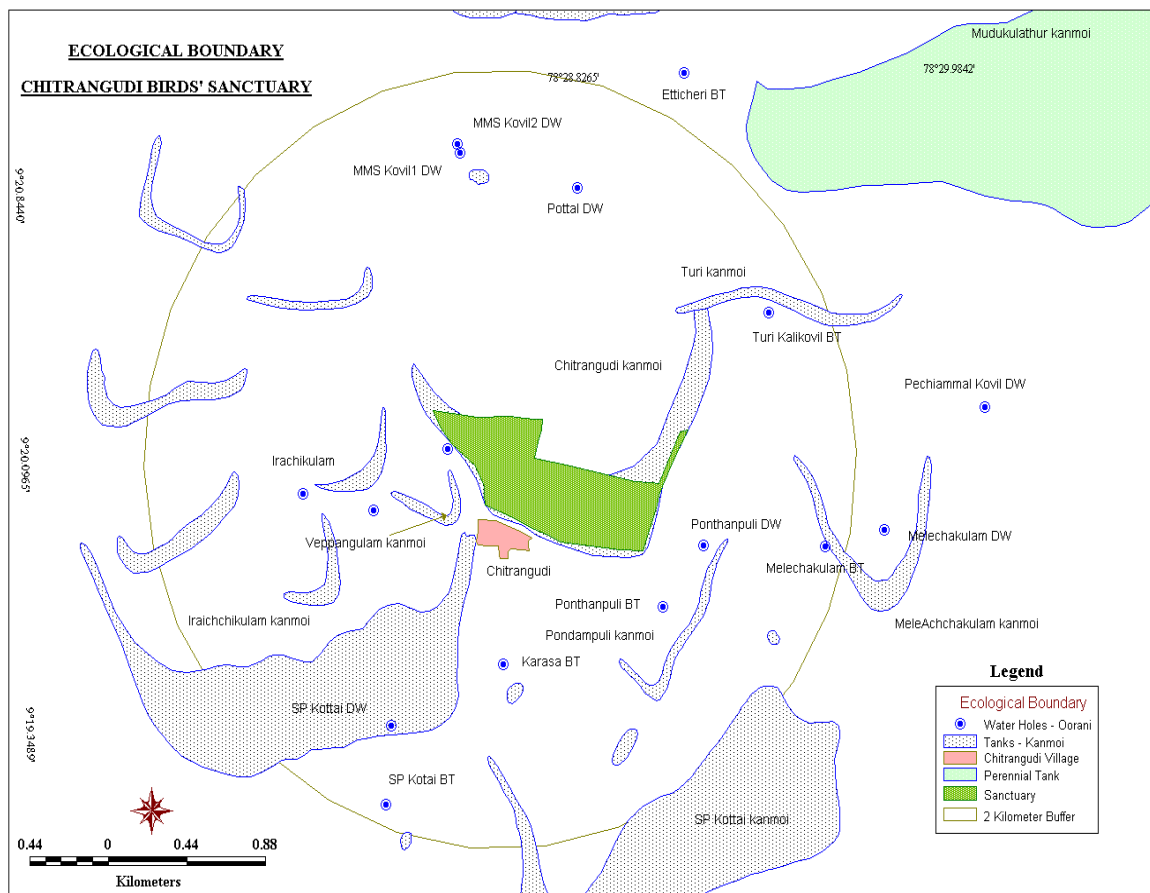 ECOLOGICAL BOUNDARY
CHITRANGUDI BIRDS' SANCTUARY
Mudukulathur kanmoi
78°28.8265'
78°29.9842'
Etticheri BT
MMS Kovil2 DW
MMS Kovil1 DW
Pottal DW
9°20.8440'
Turi kanmoi
Turi Kalikovil BT
Chitrangudi kanmoi
Pechiammal Kovil DW
9°20.0965'
Irachikulam
Veppangulam kanmoi
Ponthanpuli DW
Melechakulam DW
Chitrangudi
Melechakulam BT
Ponthanpuli BT
Iraichchikulam kanmoi
Pondampuli kanmoi
MeleAchchakulam kanmoi
Karasa BT
SP Kottai DW
9°19.3489'
SP Kotai BT
SP Kottai kanmoi
Legend
Ecological Boundary
Water Holes - Oorani
Tanks - Kanmoi
Chitrangudi Village
Perennial Tank
Sanctuary
2 Kilometer Buffer
0.44 0 0.44 0.88
Kilometers